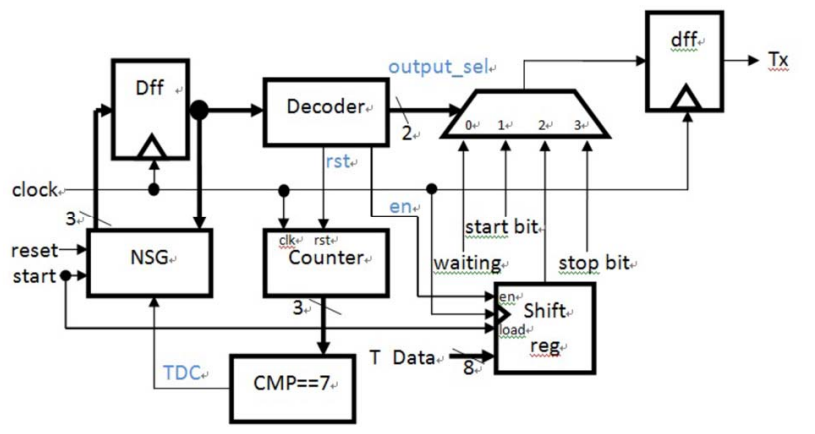 dff
Tx
output_sel
Dff
Decoder
0 1 2 3
2
rst
clock
3
en
clk rst
start bit
reset
NSG
Counter
waiting
stop bit
start
3
en
Shift
load
reg
T Data
8
TDC
CMP==7